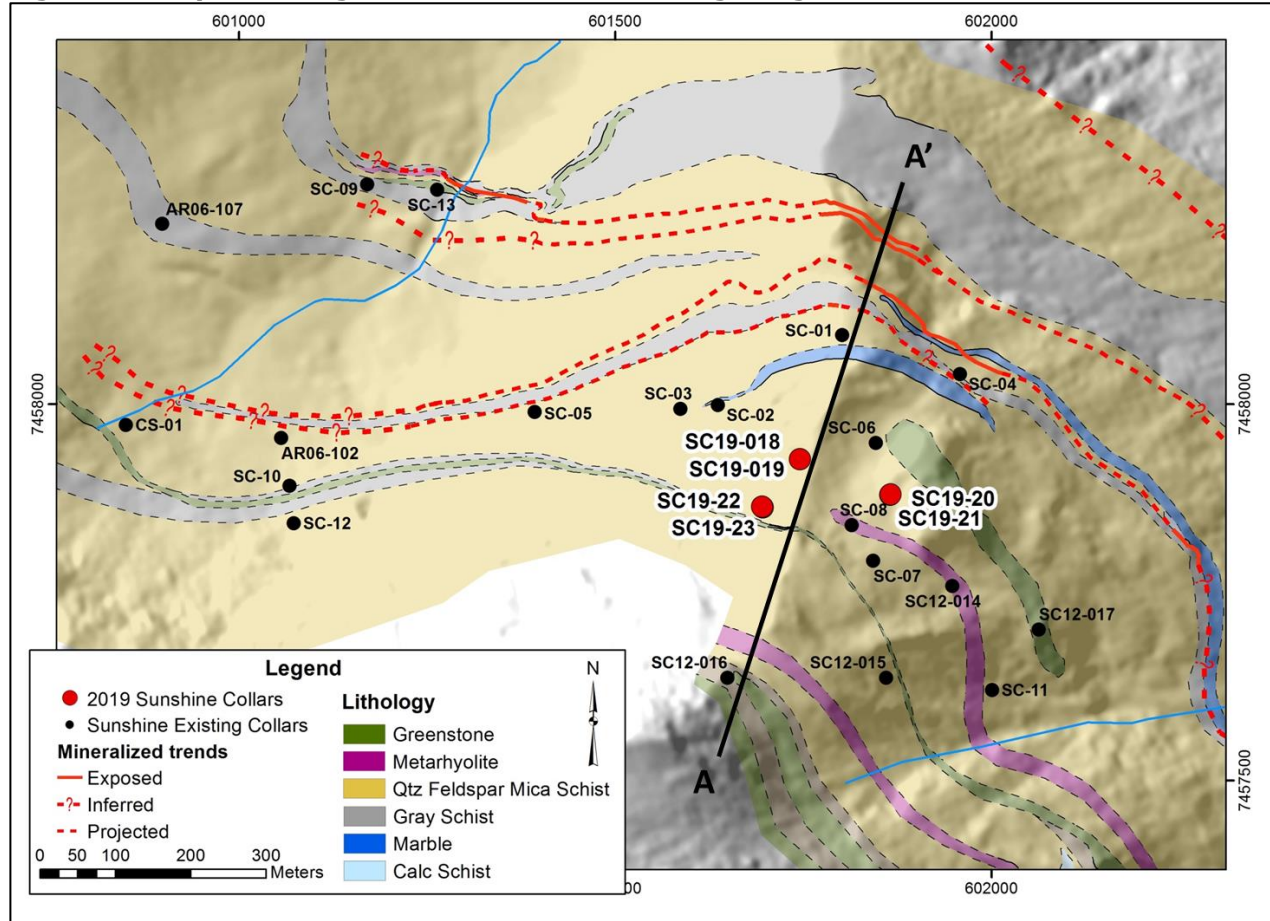 601000
601500
602000
A'
SC-09
SC-13
AR06-107
SC-01
SC-04
7458000
7458000
SC-03
SC-02
SC-05
CS-01
SC19-018
SC-06
AR06-102
SC19-019
SC-10
SC19-22
SC19-20
SC-12
SC19-23
SC-08
SC19-21
SC-07
SC12-014
SC12-017
SC12-016
SC12-015
SC-11
A
7457500
Legend
2019 Sunshine Collars
Sunshine Existing Collars
Mineralized trends
Exposed
?
Inferred
Projected
0 50 100 200 300
Meters
N
Lithology
Greenstone
Metarhyolite
Qtz Feldspar Mica Schist
Gray Schist
Marble
Calc Schist
602000